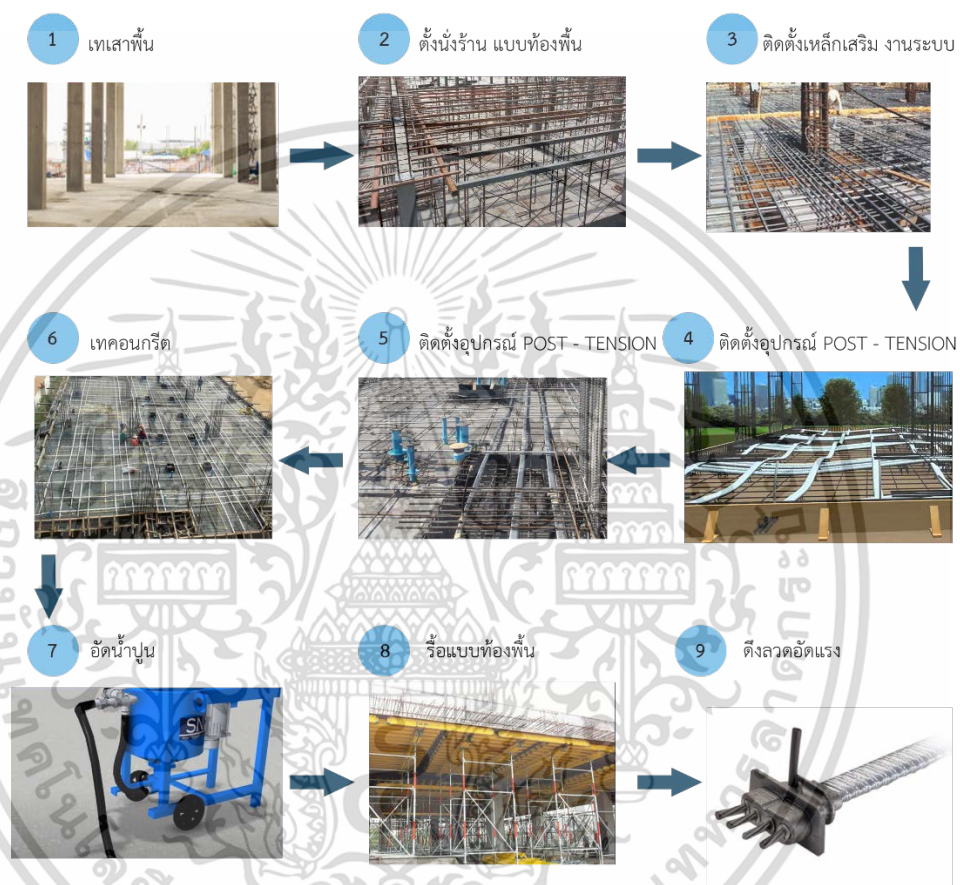 1 เทเสาพื้น
2 ตั้งนั่งร้าน แบบท้องพื้น
3 ติดตั้งเหล็กเสริม งานระบบ
6 เทคอนกรีต
5 ติดตั้งอุปกรณ์ POST - TENSION
4 ติดตั้งอุปกรณ์ POST - TENSION
7 อัดน้ำปูน
8 รื้อแบบท้องพื้น
9 ดึงลวดอัดแรง
SN